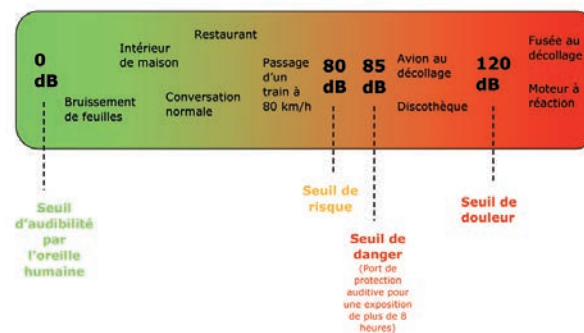 0
dB
Bruissement
de feuilles
Intérieur
de maison
Restaurant
Conversation
normale
Passage
d'un
train à
80 km/h
80
dB
85
dB
Avion au
décollage
Discothèque
120
dB
Fusée au
décollage
Moteur à
réaction
Seuil
d'audibilité
par
l'oreille
humaine
Seuil de
risque
Seuil de
danger
(Port de
protection
auditive pour
une exposition
de plus de 8
heures)
Seuil de
douleur